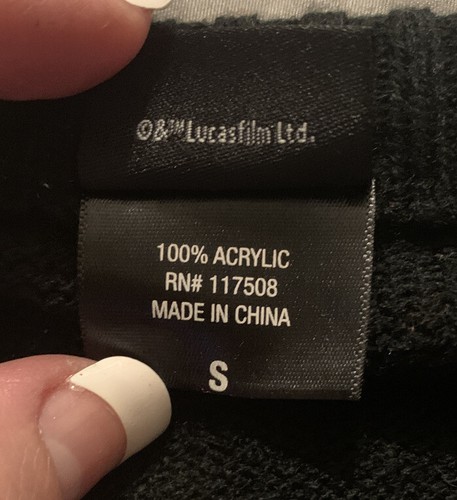 ©&™Lucasfilm Ltd.
100% ACRYLIC
RN# 117508
MADE IN CHINA
S